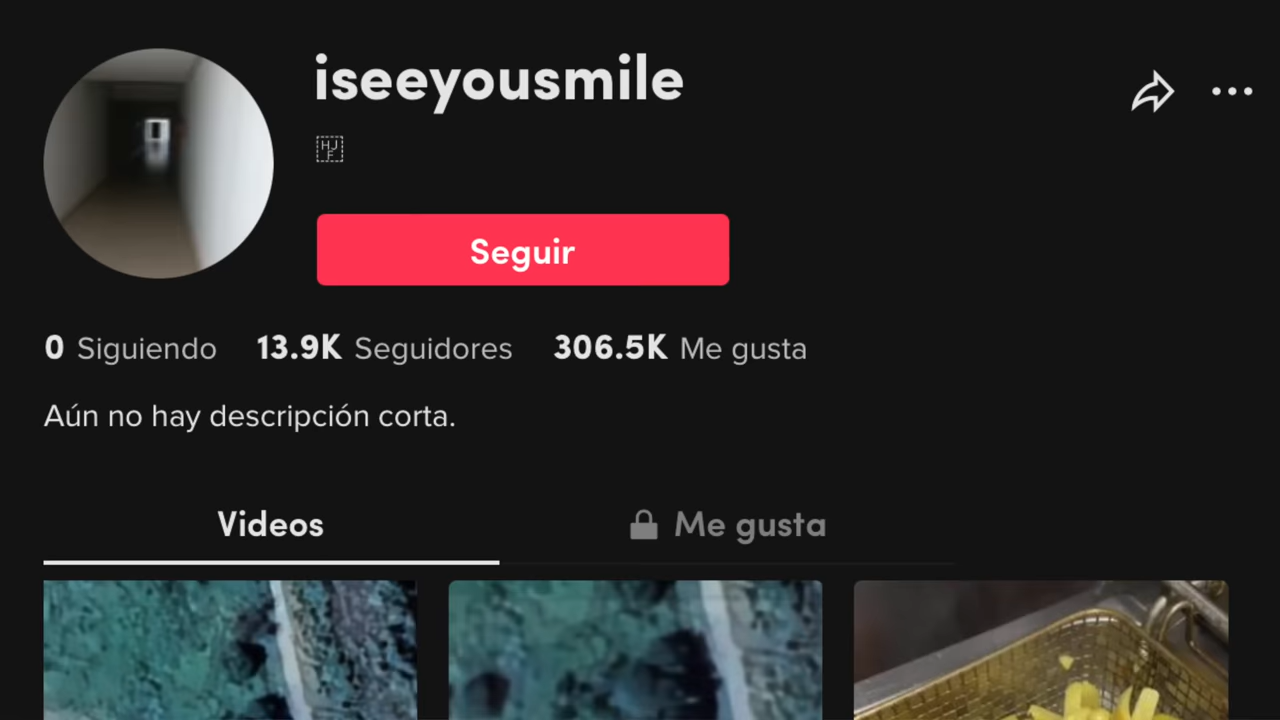 iseeyousmile
Seguir
0 Siguiendo 13.9K Seguidores 306.5K Me gusta
Aún no hay descripción corta.
Videos Me gusta